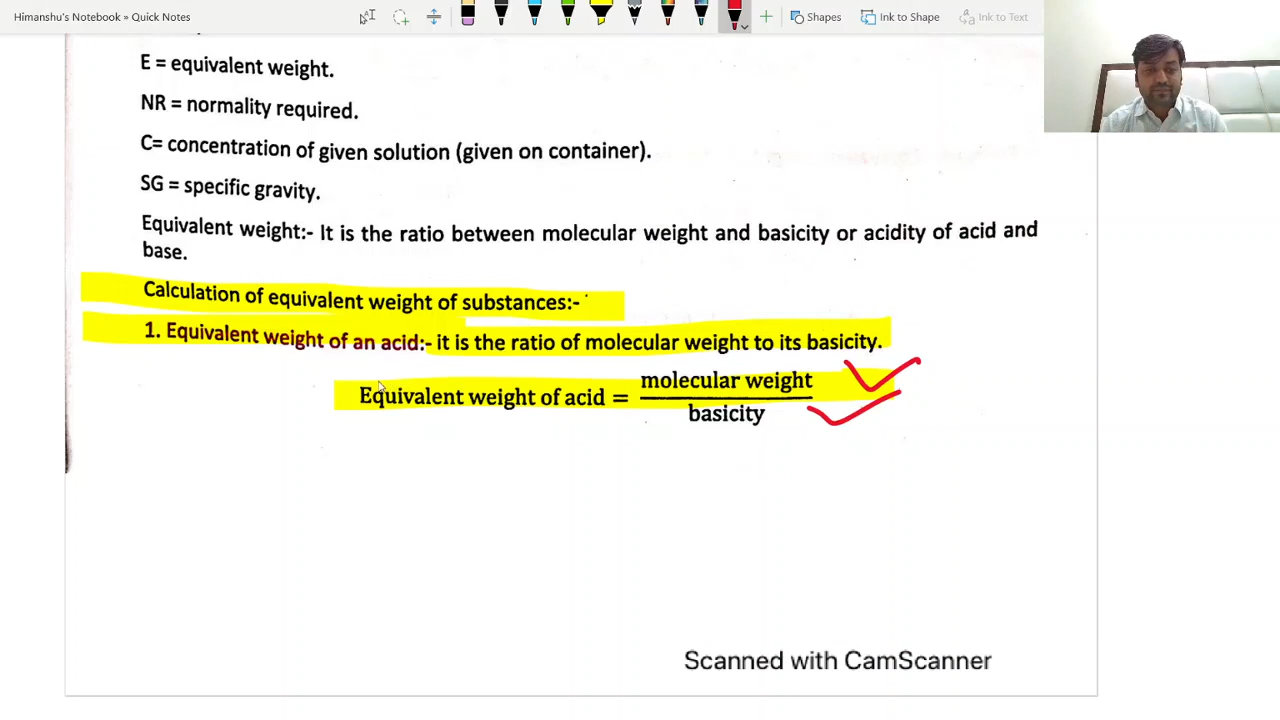 Himanshu's Notebook » Quick Notes
Shapes
Ink to Shape
Ink to Text
E = equivalent weight.
NR = normality required.
C= concentration of given solution (given on container).
SG = specific gravity.
Equivalent weight:- It is the ratio between molecular weight and basicity or acidity of acid and
base.
Calculation of equivalent weight of substances:-
1. Equivalent weight of an acid:- it is the ratio of molecular weight to its basicity.
Equivalent weight of acid = molecular weight
basicity
Scanned with CamScanner